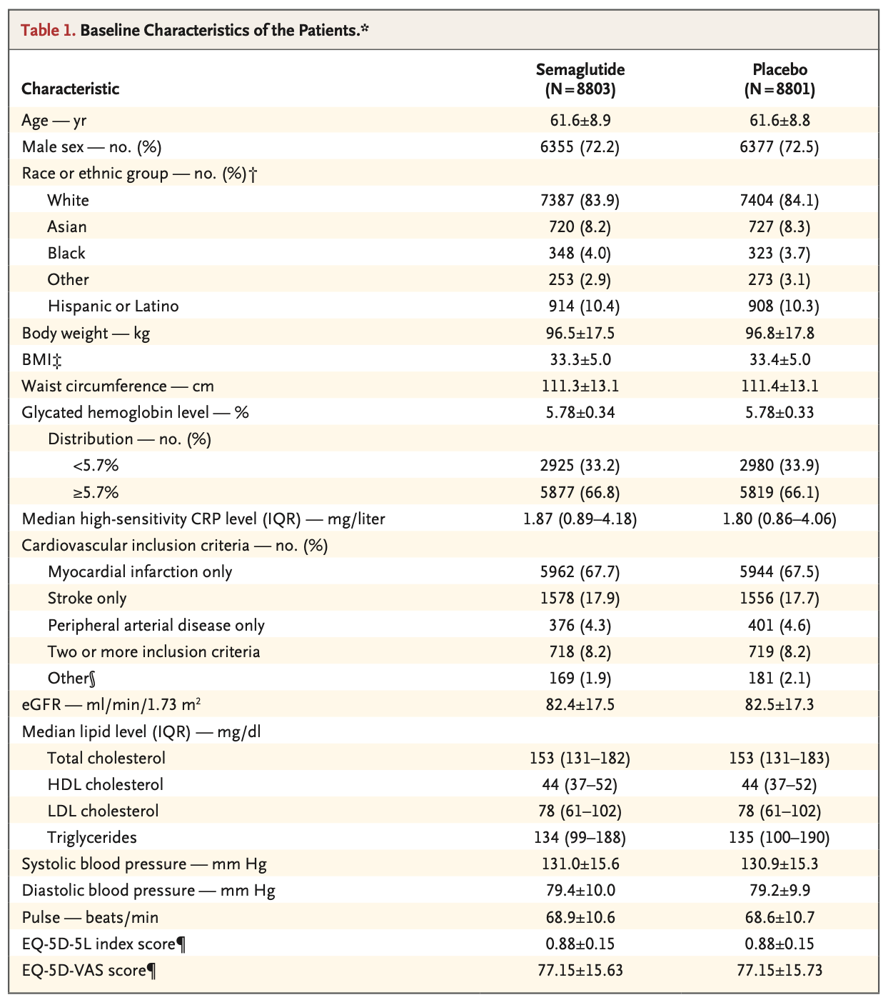 Table 1. Baseline Characteristics of the Patients.*
Characteristic Semaglutide (N=8803) Placebo (N=8801)
Age — yr 61.6±8.9 61.6±8.8
Male sex — no. (%) 6355 (72.2) 6377 (72.5)
Race or ethnic group — no. (%)†
White 7387 (83.9) 7404 (84.1)
Asian 720 (8.2) 727 (8.3)
Black 348 (4.0) 323 (3.7)
Other 253 (2.9) 273 (3.1)
Hispanic or Latino 914 (10.4) 908 (10.3)
Body weight — kg 96.5±17.5 96.8±17.8
BMI‡ 33.3±5.0 33.4±5.0
Waist circumference — cm 111.3±13.1 111.4±13.1
Glycated hemoglobin level — % 5.78±0.34 5.78±0.33
Distribution — no. (%)
<5.7% 2925 (33.2) 2980 (33.9)
≥5.7% 5877 (66.8) 5819 (66.1)
Median high-sensitivity CRP level (IQR) — mg/liter 1.87 (0.89–4.18) 1.80 (0.86–4.06)
Cardiovascular inclusion criteria — no. (%)
Myocardial infarction only 5962 (67.7) 5944 (67.5)
Stroke only 1578 (17.9) 1556 (17.7)
Peripheral arterial disease only 376 (4.3) 401 (4.6)
Two or more inclusion criteria 718 (8.2) 719 (8.2)
Other§ 169 (1.9) 181 (2.1)
eGFR — ml/min/1.73 m² 82.4±17.5 82.5±17.3
Median lipid level (IQR) — mg/dl
Total cholesterol 153 (131–182) 153 (131–183)
HDL cholesterol 44 (37–52) 44 (37–52)
LDL cholesterol 78 (61–102) 78 (61–102)
Triglycerides 134 (99–188) 135 (100–190)
Systolic blood pressure — mm Hg 131.0±15.6 130.9±15.3
Diastolic blood pressure — mm Hg 79.4±10.0 79.2±9.9
Pulse — beats/min 68.9±10.6 68.6±10.7
EQ-5D-5L index score¶ 0.88±0.15 0.88±0.15
EQ-5D-VAS score¶ 77.15±15.63 77.15±15.73